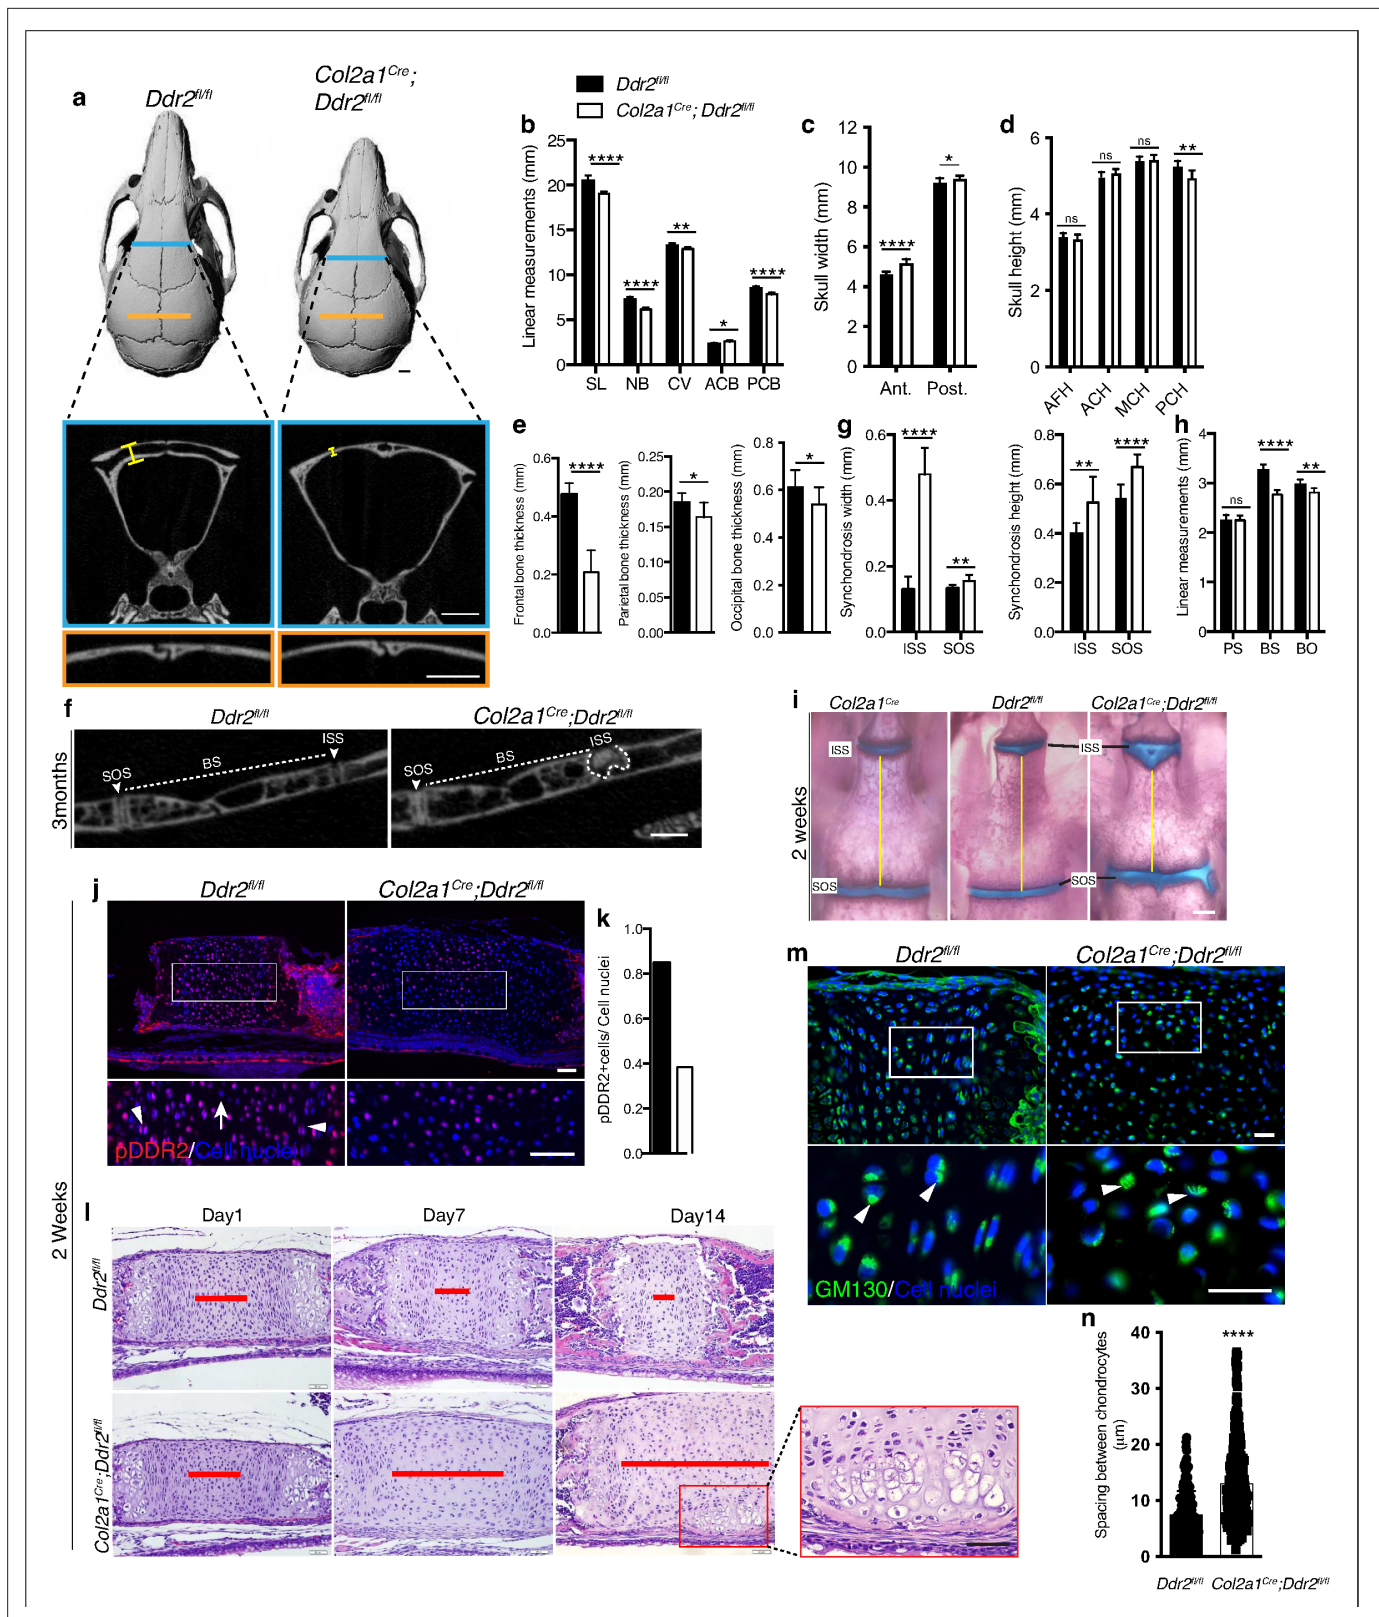 a
Ddr2fl/fl
Col2a1Cre;
Ddr2fl/fl
Ddr2fl/fl
Col2a1Cre; Ddr2fl/fl
b
Linear measurements (mm)
25
20
15
10
5
0
****
****
**
*
****
SL NB CV ACB PCB
c
Skull width (mm)
12
10
8
6
4
2
0
****
*
Ant. Post.
d
Skull height (mm)
6
4
2
0
ns
ns
ns
**
AFH ACH MCH PCH
e
Frontal bone thickness (mm)
0.6
0.4
0.2
0.0
****
Parietal bone thickness (mm)
0.25
0.20
0.15
0.10
0.05
0.00
*
Occipital bone thickness (mm)
0.8
0.6
0.4
0.2
0.0
*
g
Synchondrosis width (mm)
0.6
0.4
0.2
0.0
****
**
ISS SOS
Synchondrosis height (mm)
0.8
0.6
0.4
0.2
0.0
**
****
ISS SOS
h
Linear measurements (mm)
4
3
2
1
0
ns
****
**
PS BS BO
f
3months
Ddr2fl/fl
Col2a1Cre;Ddr2fl/fl
SOS BS ISS
SOS BS ISS
i
2 weeks
Col2a1Cre
Ddr2fl/fl
Col2a1Cre;Ddr2fl/fl
ISS ISS
SOS SOS
2 Weeks
j
Ddr2fl/fl
Col2a1Cre;Ddr2fl/fl
pDDR2/Cell nuclei
k
pDDR2+cells/ Cell nuclei
1.0
0.8
0.6
0.4
0.2
0.0
l
Day1 Day7 Day14
Ddr2fl/fl
Col2a1Cre;Ddr2fl/fl
m
Ddr2fl/fl
Col2a1Cre;Ddr2fl/fl
GM130/Cell nuclei
n
Spacing between chondrocytes
(μm)
40
30
20
10
0
****
Ddr2fl/fl Col2a1Cre;Ddr2fl/fl